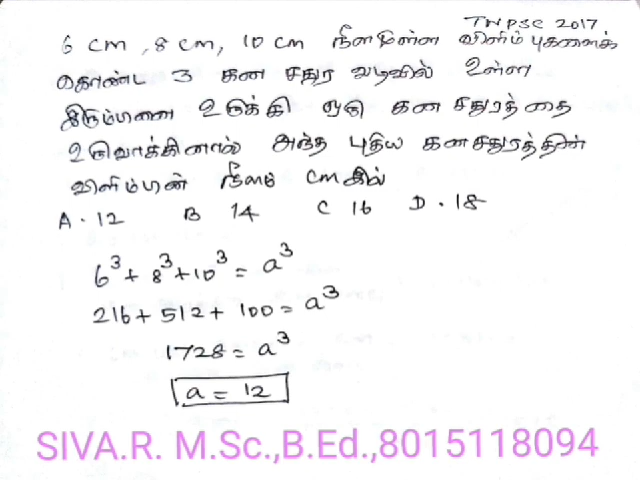 TNPSC 2017
6 cm, 8 cm, 10 cm நீளமுள்ள விளிம்புகளைக்
கொண்ட 3 கன சதுர வடிவில் உள்ள
இரும்பினை உருக்கி ஒரு கன சதுரத்தை
உருவாக்கினால் அந்த புதிய கனசதுரத்தின்
விளிம்பின் நீளம் cm இல்
A. 12 B 14 C 16 D. 18
6³ + 8³ + 10³ = a³
216 + 512 + 100 = a³
1728 = a³
a = 12
SIVA.R. M.Sc.,B.Ed.,8015118094